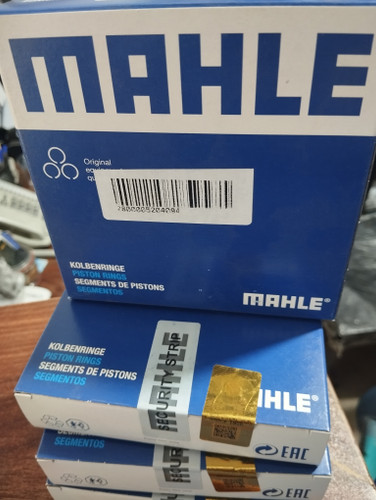 MAHLE
Original
KOLBENRINGE
PISTON RINGS
SEGMENTS DE PISTONS
SEGMENTOS
MAHLE®
KOLBENRINGE
PISTON RINGS
SEGMENTS DE PISTONS
SEGMENTOS
SECURITY STRIP
HLE®
EAC
SEGMENTOS
EAC